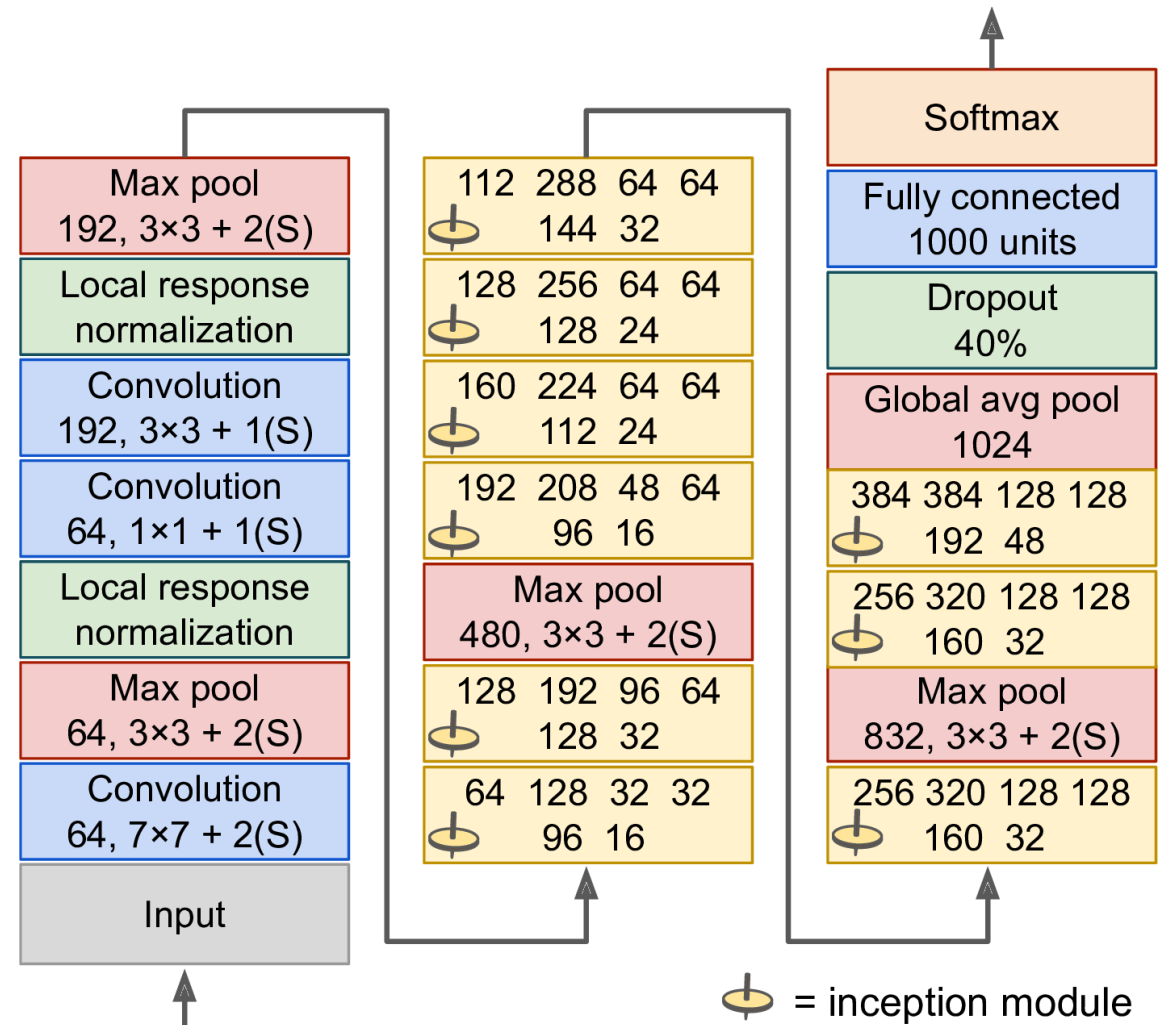 Max pool
192, 3×3 + 2(S)
Local response
normalization
Convolution
192, 3×3 + 1(S)
Convolution
64, 1×1 + 1(S)
Local response
normalization
Max pool
64, 3×3 + 2(S)
Convolution
64, 7×7 + 2(S)
Input
112 288 64 64
144 32
128 256 64 64
128 24
160 224 64 64
112 24
192 208 48 64
96 16
Max pool
480, 3×3 + 2(S)
128 192 96 64
128 32
64 128 32 32
96 16
Softmax
Fully connected
1000 units
Dropout
40%
Global avg pool
1024
384 384 128 128
192 48
256 320 128 128
160 32
Max pool
832, 3×3 + 2(S)
256 320 128 128
160 32
= inception module